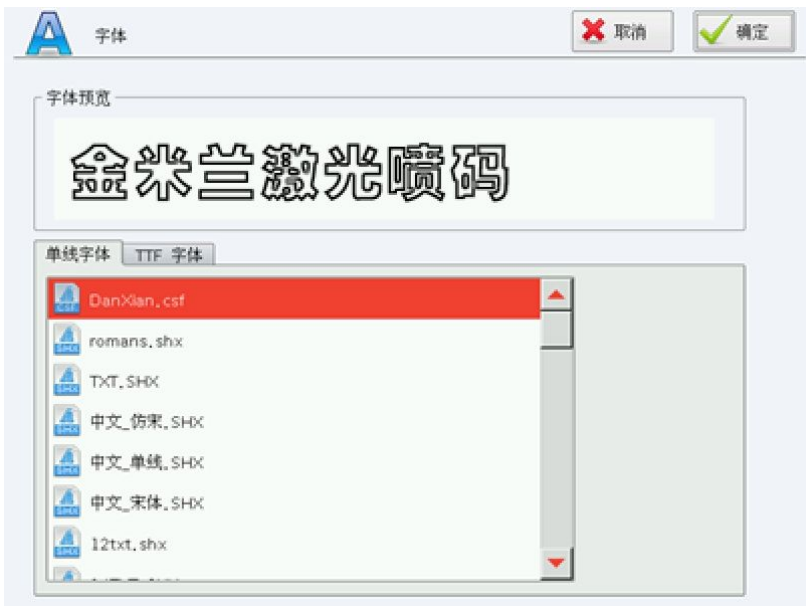 字体
取消
确定
字体预览
金米兰激光喷码
单线字体
TTF 字体
DanXian.csf
romans.shx
TXT.SHX
中文_仿宋.SHX
中文_单线.SHX
中文_宋体.SHX
12txt.shx